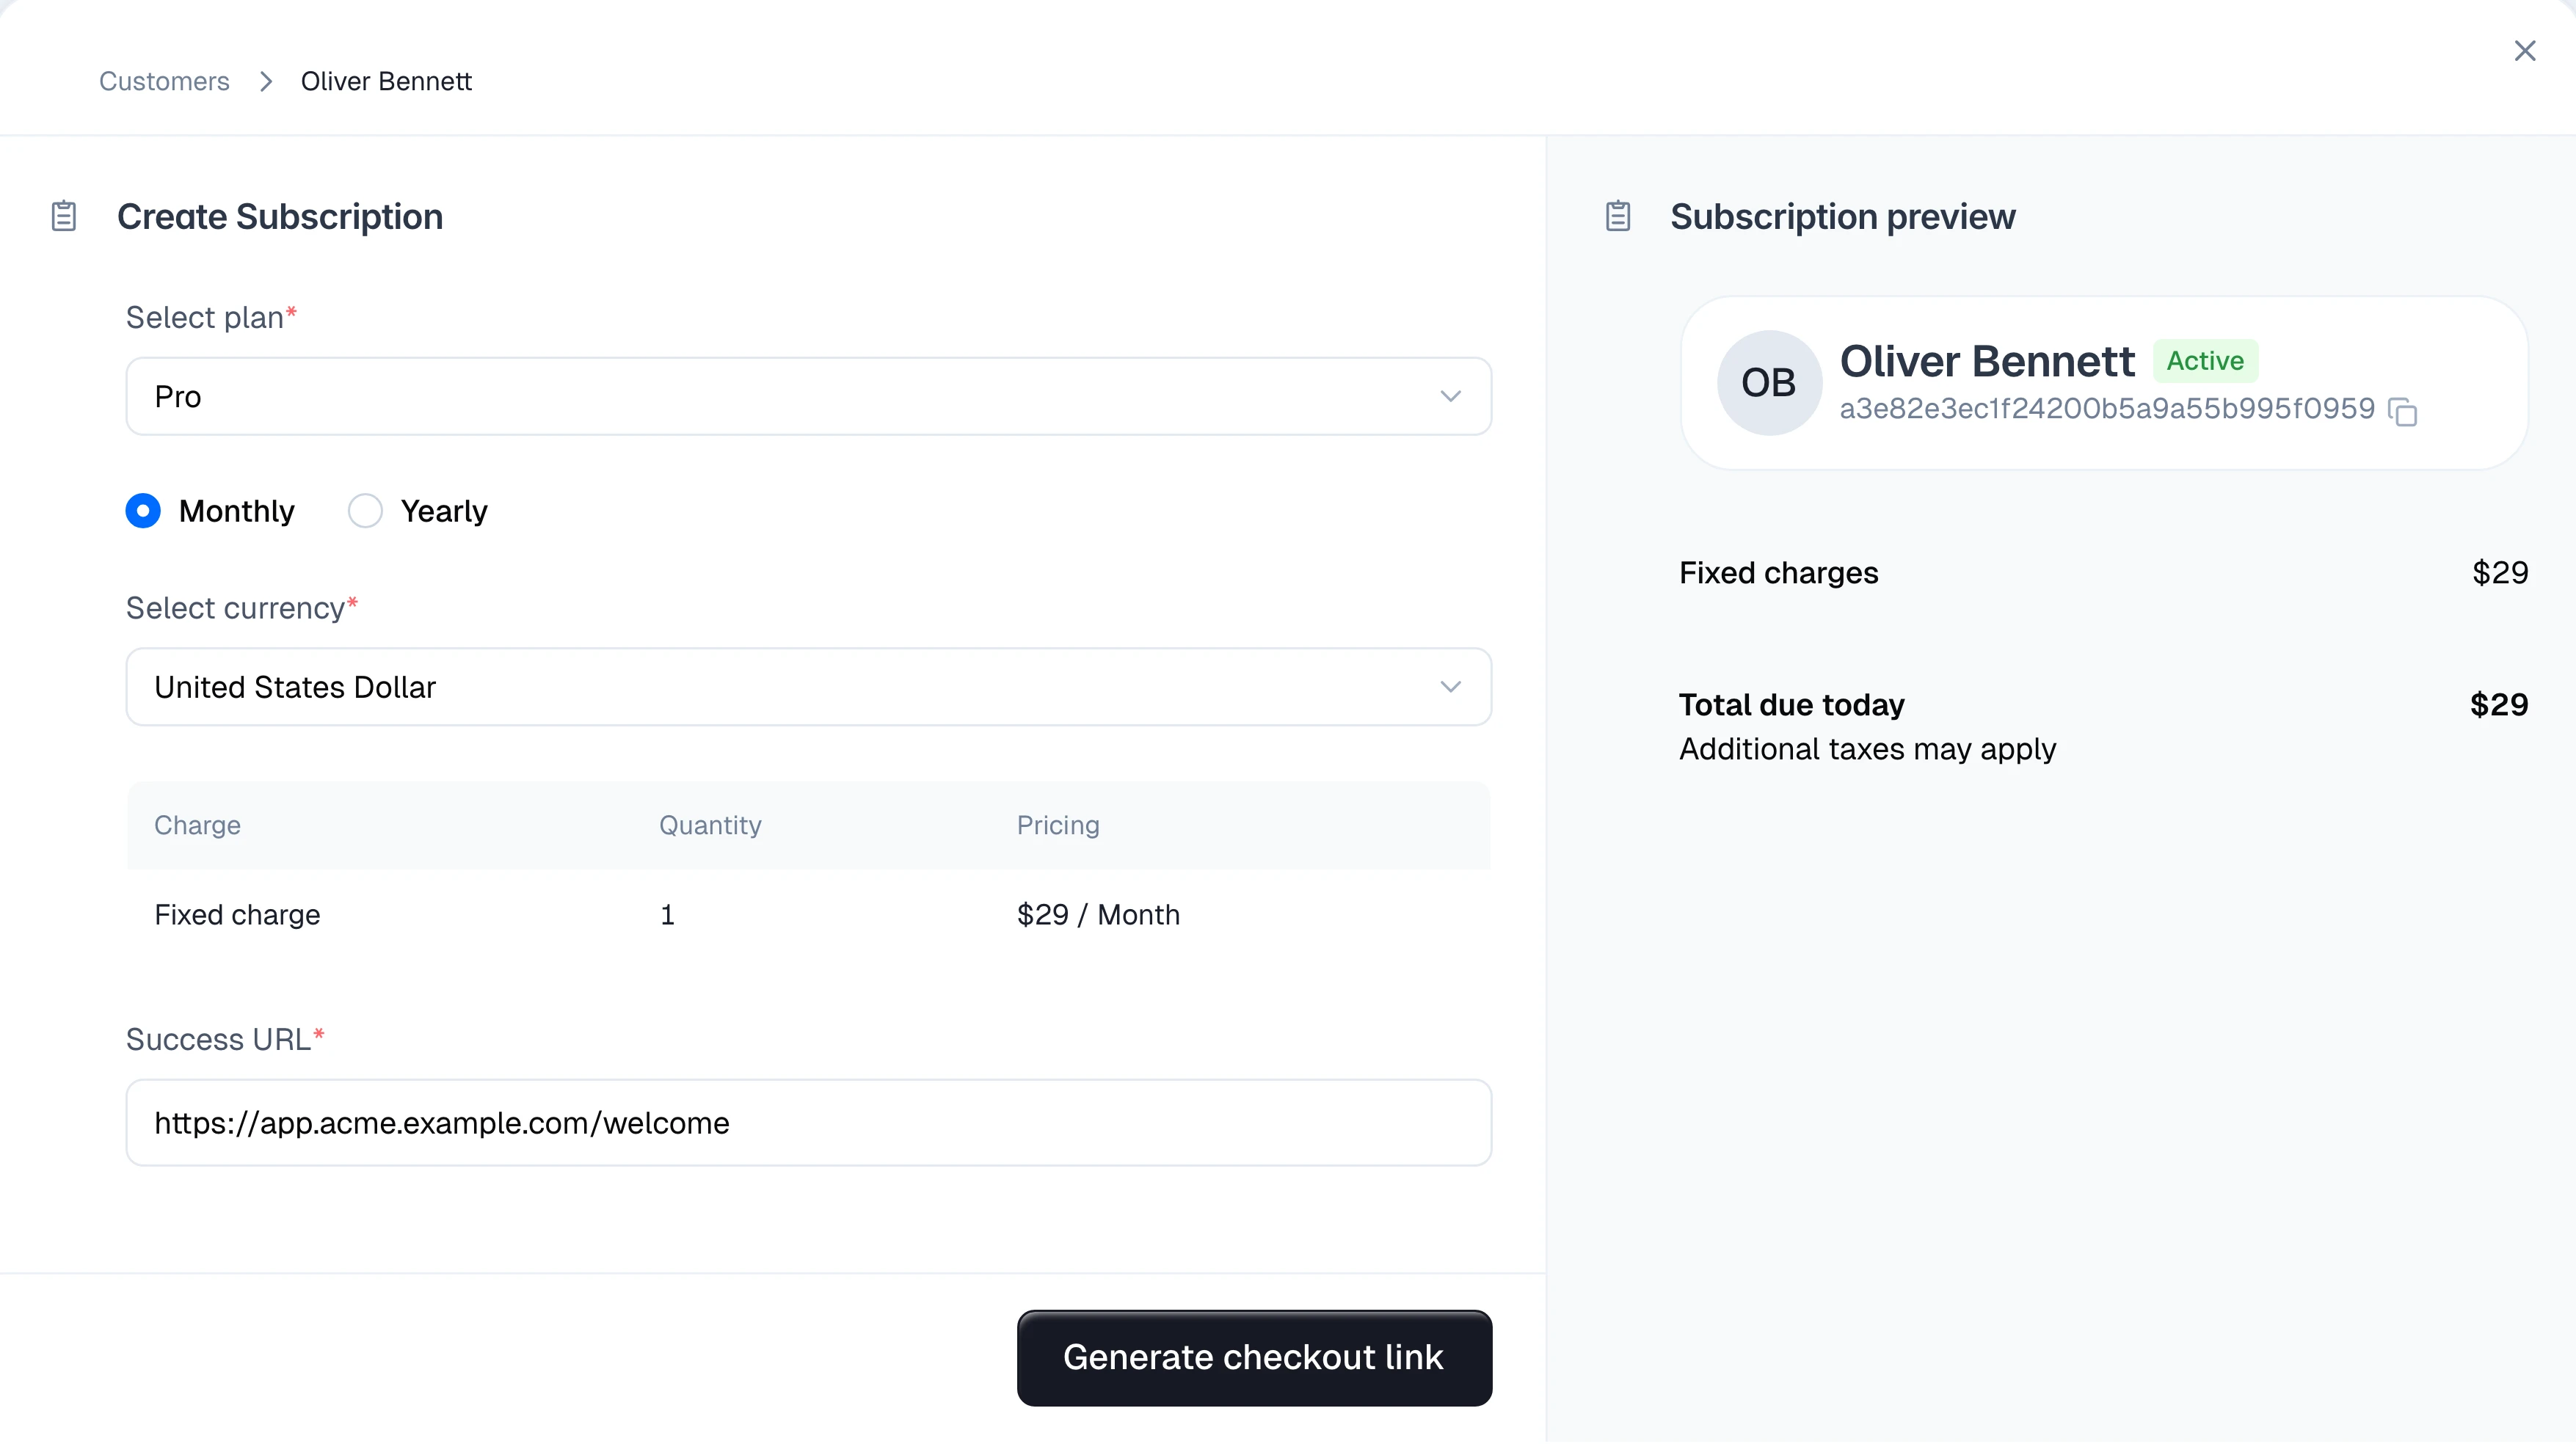 Customers > Oliver Bennett
Create Subscription
Select plan*
Pro
Monthly Yearly
Select currency*
United States Dollar
Charge Quantity Pricing
Fixed charge 1 $29 / Month
Success URL*
https://app.acme.example.com/welcome
Generate checkout link
Subscription preview
OB
Oliver Bennett Active
a3e82e3ec1f24200b5a9a55b995f0959
Fixed charges $29
Total due today $29
Additional taxes may apply